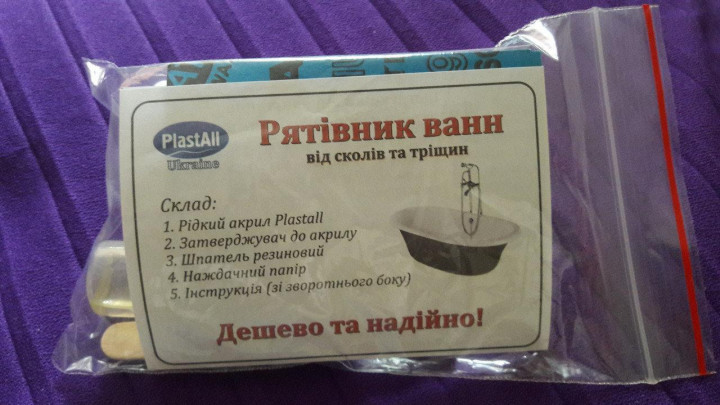 PlastAll
Ukraine
Рятівник ванн
від сколів та тріщин
Склад:
1. Рідкий акрил Plastall
2. Затверджувач до акрилу
3. Шпатель резиновий
4. Наждачний папір
5. Інструкція (зі зворотнього боку)
Дешево та надійно!